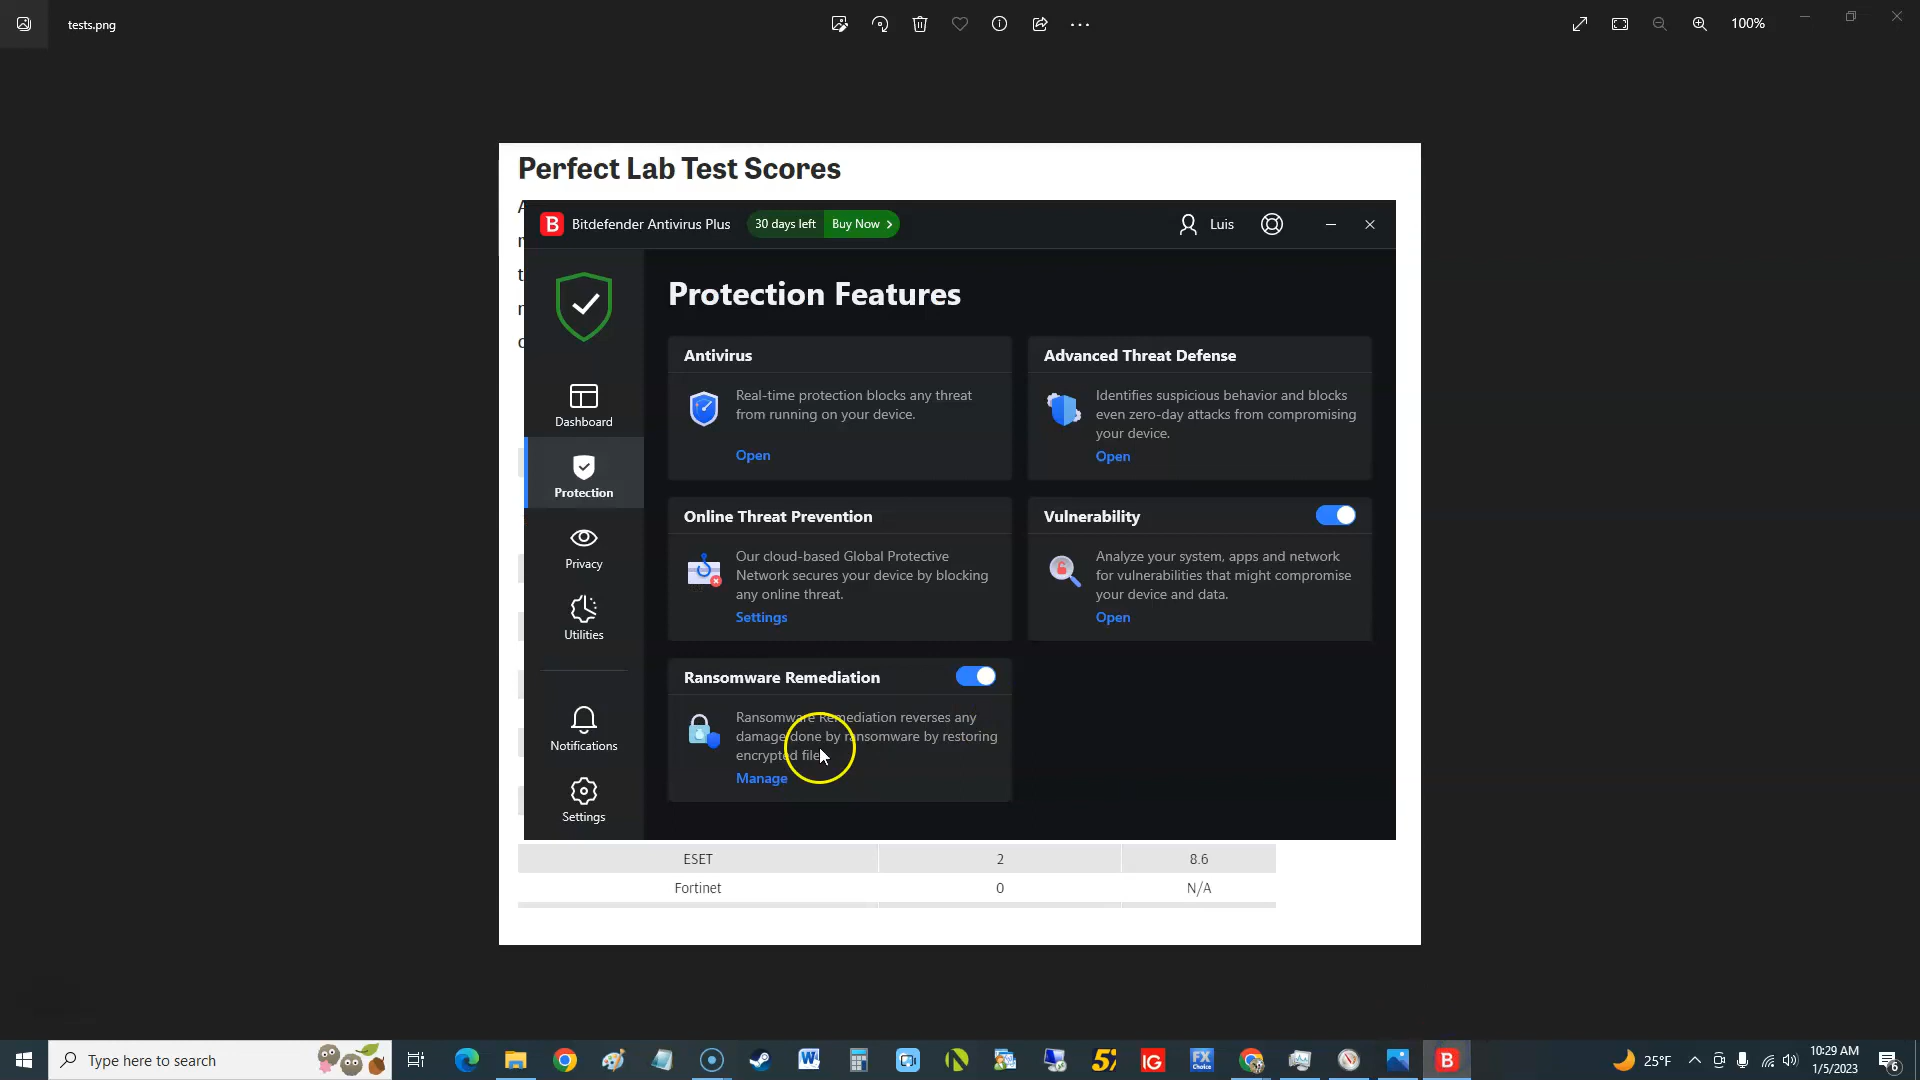 tests.png
100%
Perfect Lab Test Scores
Bitdefender Antivirus Plus
30 days left
Buy Now
Luis
Protection Features
Dashboard
Protection
Privacy
Utilities
Notifications
Settings
Antivirus
Real-time protection blocks any threat
from running on your device.
Open
Advanced Threat Defense
Identifies suspicious behavior and blocks
even zero-day attacks from compromising
your device.
Open
Online Threat Prevention
Our cloud-based Global Protective
Network secures your device by blocking
any online threat.
Settings
Vulnerability
Analyze your system, apps and network
for vulnerabilities that might compromise
your device and data.
Open
Ransomware Remediation
Ransomware Remediation reverses any
damage done by ransomware by restoring
encrypted
Manage
ESET 2 8.6
Fortinet 0 N/A
Type here to search
25°F
10:29 AM
1/5/2023